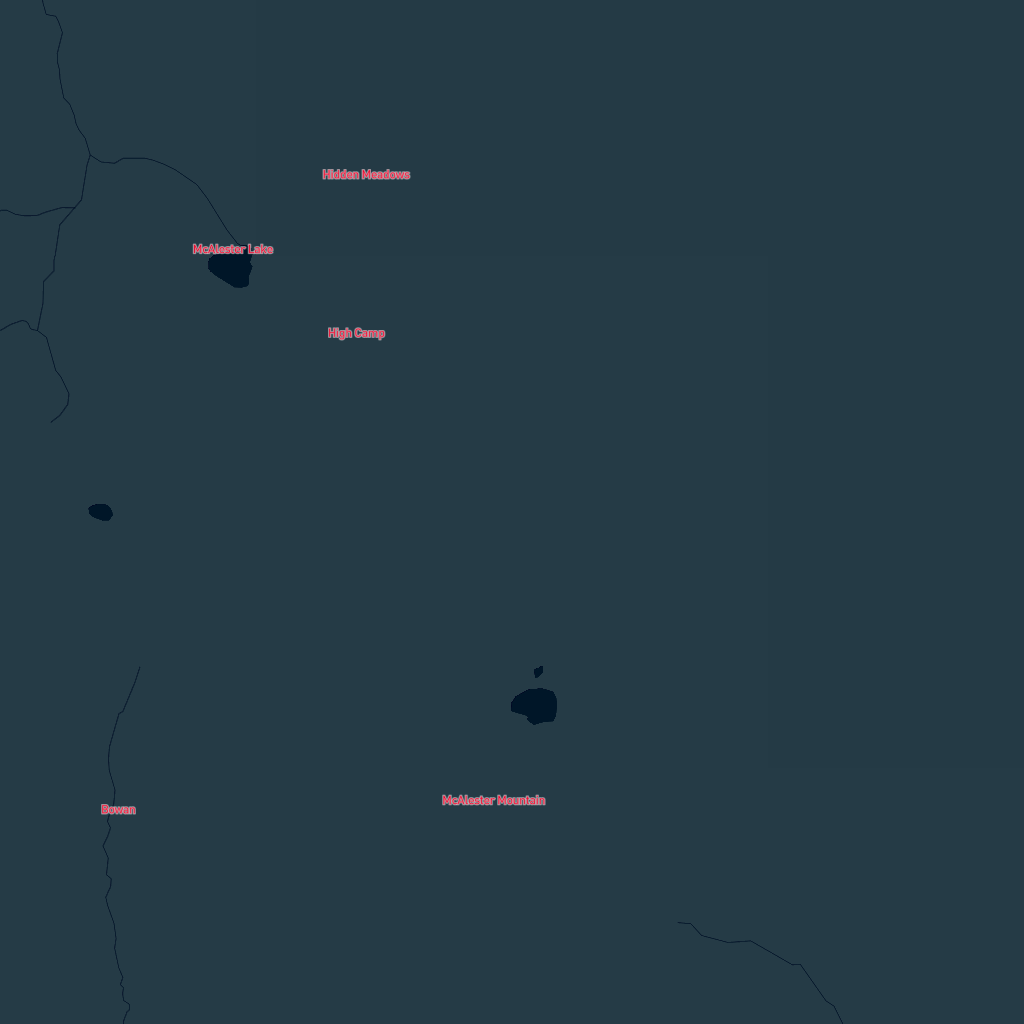 Hidden Meadows
McAlester Lake
High Camp
McAlester Mountain
Bowan